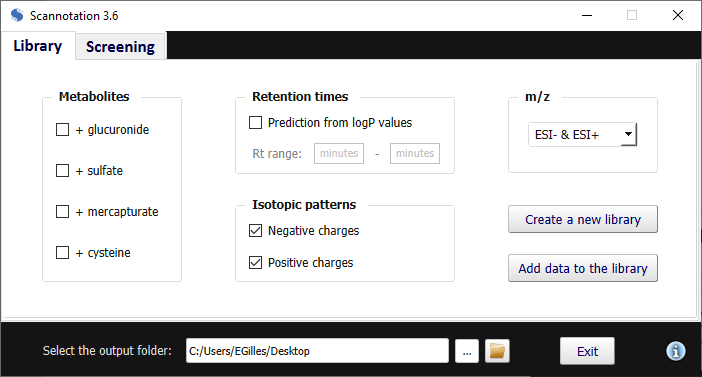 Scannotation 3.6
Library
Screening
Metabolites
+ glucuronide
+ sulfate
+ mercapturate
+ cysteine
Retention times
Prediction from logP values
Rt range: minutes - minutes
Isotopic patterns
Negative charges
Positive charges
m/z
ESI- & ESI+
Create a new library
Add data to the library
Select the output folder: C:/Users/EGilles/Desktop ... Exit